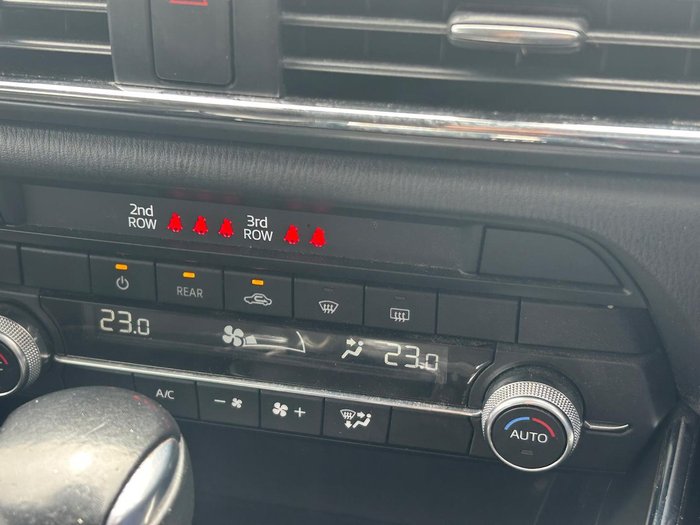 2nd ROW 3rd ROW
REAR
23.0 23.0
A/C - +
AUTO